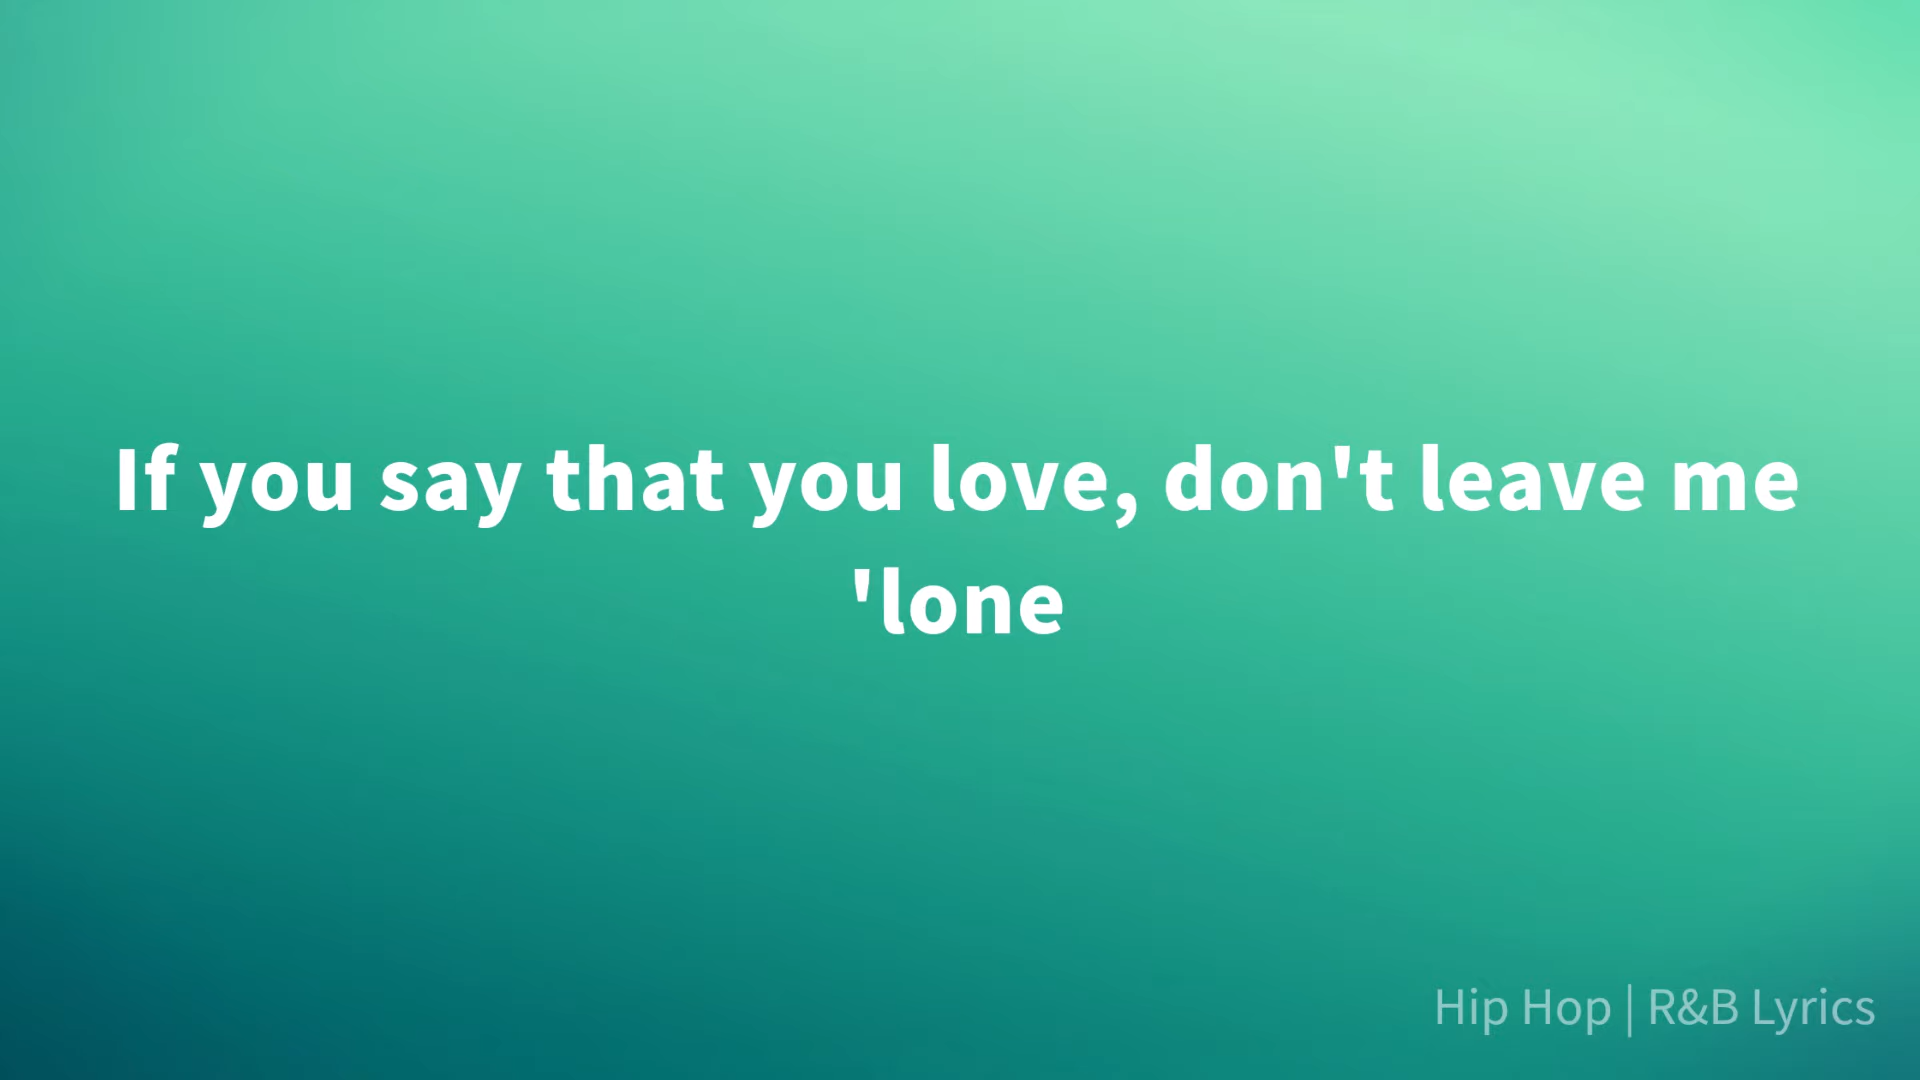 If you say that you love, don't leave me
'lone
Hip Hop | R&B Lyrics